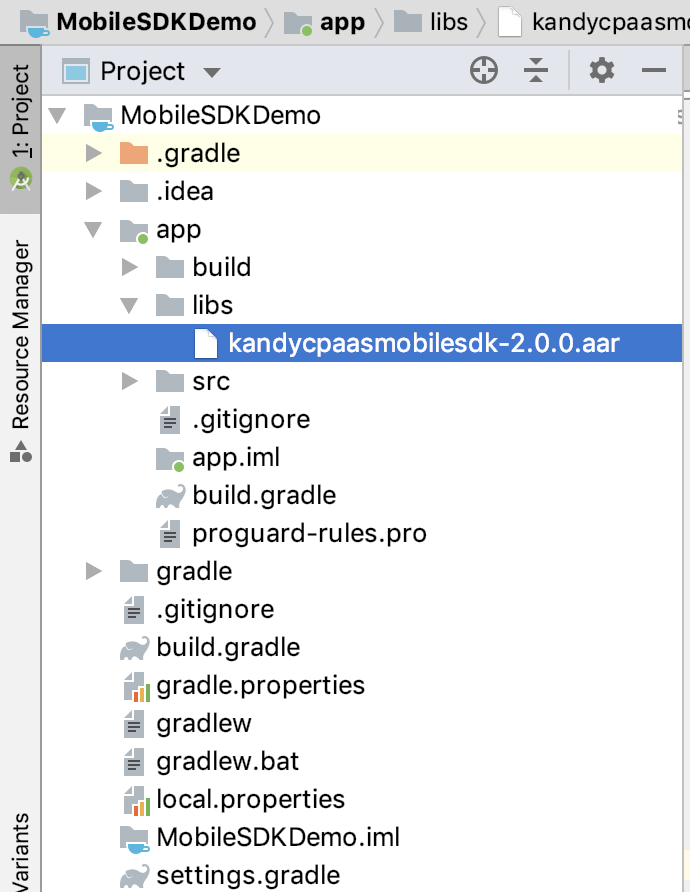 MobileSDKDemo app libs
Project
MobileSDKDemo
.gradle
.idea
app
build
libs
kandycpaasmobilesdk-2.0.0.aar
src
.gitignore
app.iml
build.gradle
proguard-rules.pro
gradle
.gitignore
build.gradle
gradle.properties
gradlew
gradlew.bat
local.properties
MobileSDKDemo.iml
settings.gradle
1: Project
Resource Manager
Variants